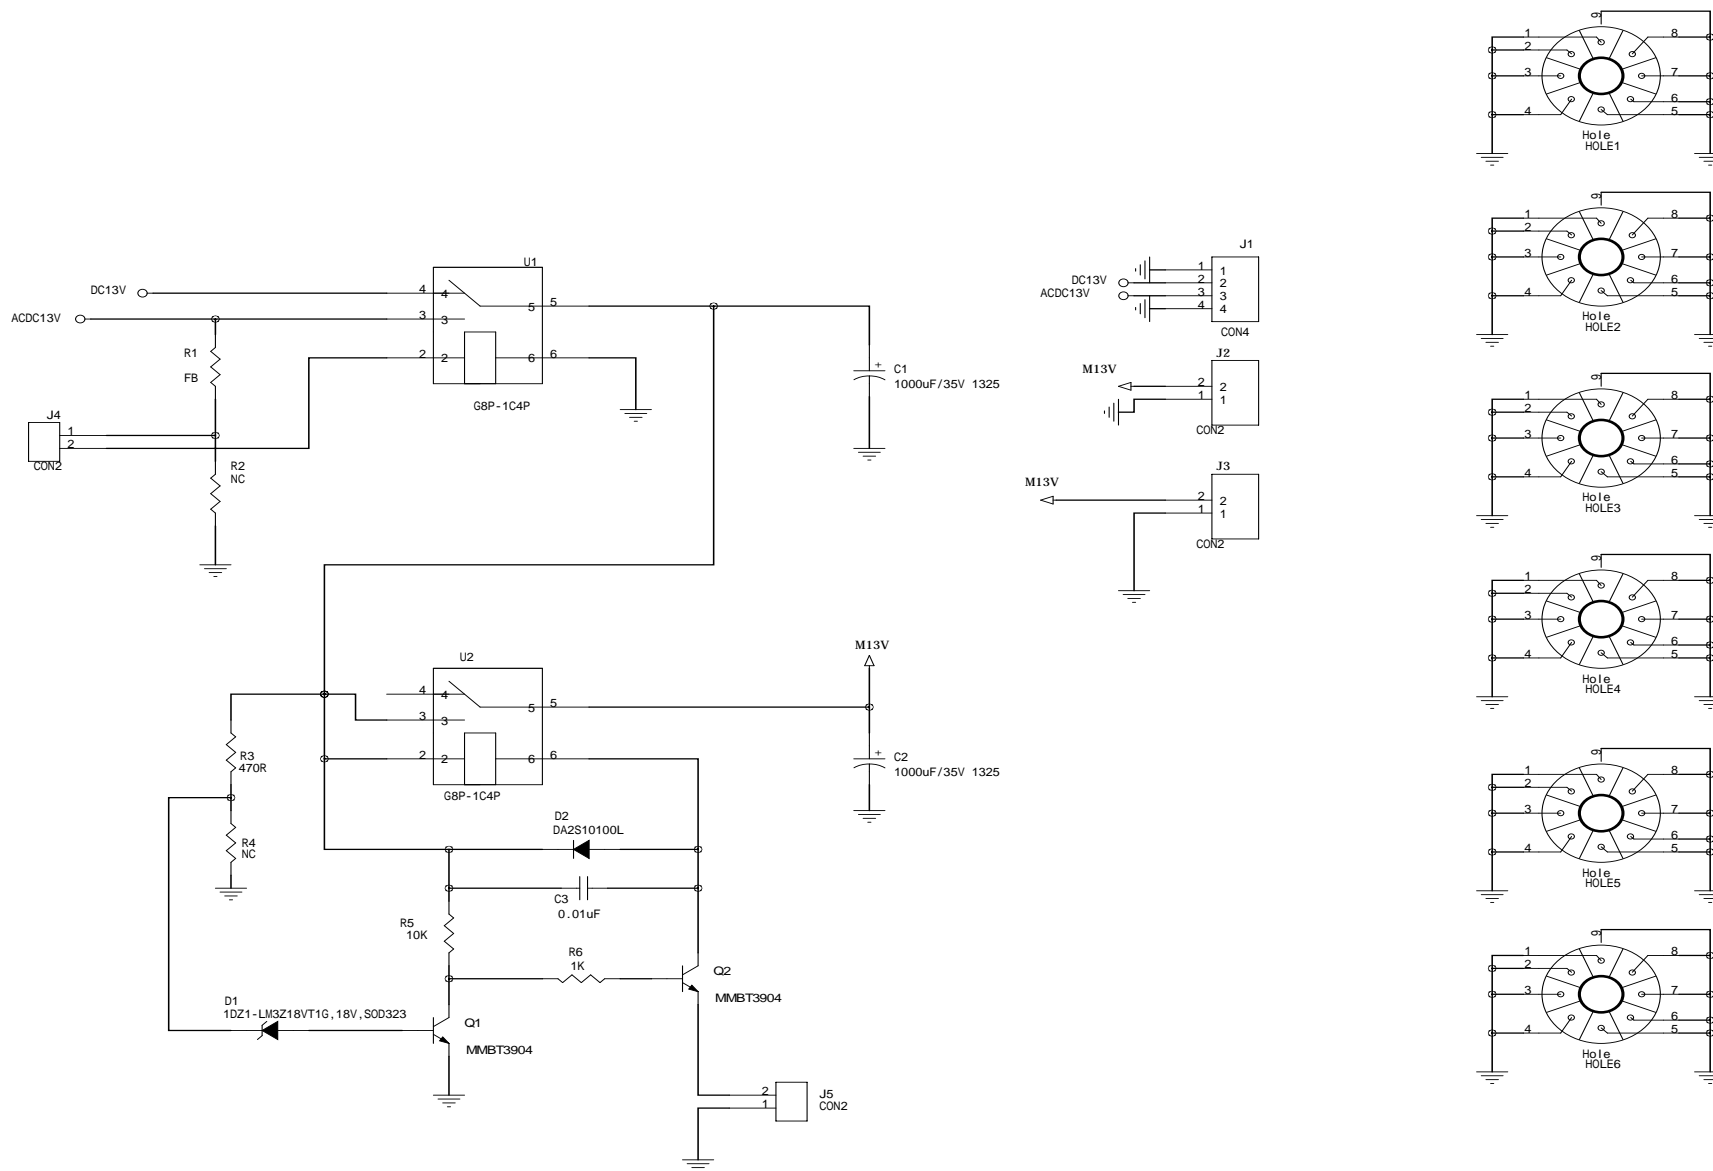 U1
DC13V
4 4
5 5
ACDC13V
3 3
R1
FB
2 2
6 6
G8P-1C4P
J4
1
2
CON2
R2
NC
+
C1
1000uF/35V 1325
J1
DC13V
ACDC13V
1 1
2 2
3 3
4 4
CON4
J2
M13V
2 2
1 1
CON2
J3
M13V
2 2
1 1
CON2
M13V
U2
4 4
5 5
3 3
2 2
6 6
G8P-1C4P
R3
470R
R4
NC
+
C2
1000uF/35V 1325
D2
DA2S10100L
C3
0.01uF
R5
10K
R6
1K
Q2
MMBT3904
D1
1DZ1-LM3Z18VT1G,18V,SOD323
Q1
MMBT3904
2
1
J5
CON2
9
1 8
2
3 7
6
4 5
Hole
HOLE1
9
1 8
2
3 7
6
4 5
Hole
HOLE2
9
1 8
2
3 7
6
4 5
Hole
HOLE3
9
1 8
2
3 7
6
4 5
Hole
HOLE4
9
1 8
2
3 7
6
4 5
Hole
HOLE5
9
1 8
2
3 7
6
4 5
Hole
HOLE6